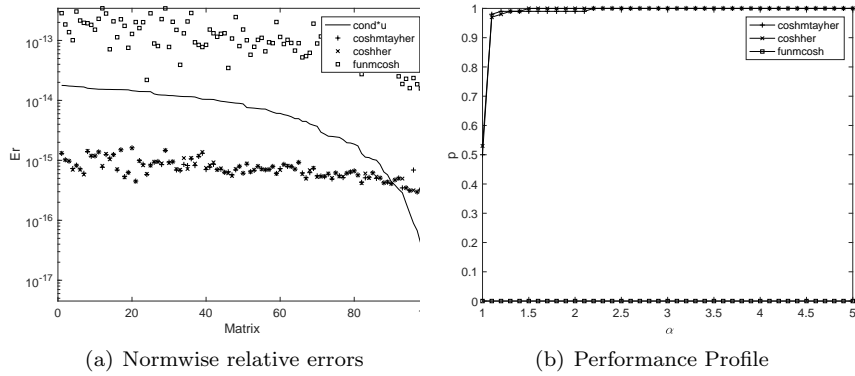 10^-13
10^-14
10^-15
10^-16
10^-17
Er
0 20 40 60 80
Matrix
cond*u
coshmtayher
coshher
funmcosh
(a) Normwise relative errors
1
0.9
0.8
0.7
0.6
0.5
0.4
0.3
0.2
0.1
0
p
1 1.5 2 2.5 3 3.5 4 4.5 5
α
coshmtayher
coshher
funmcosh
(b) Performance Profile